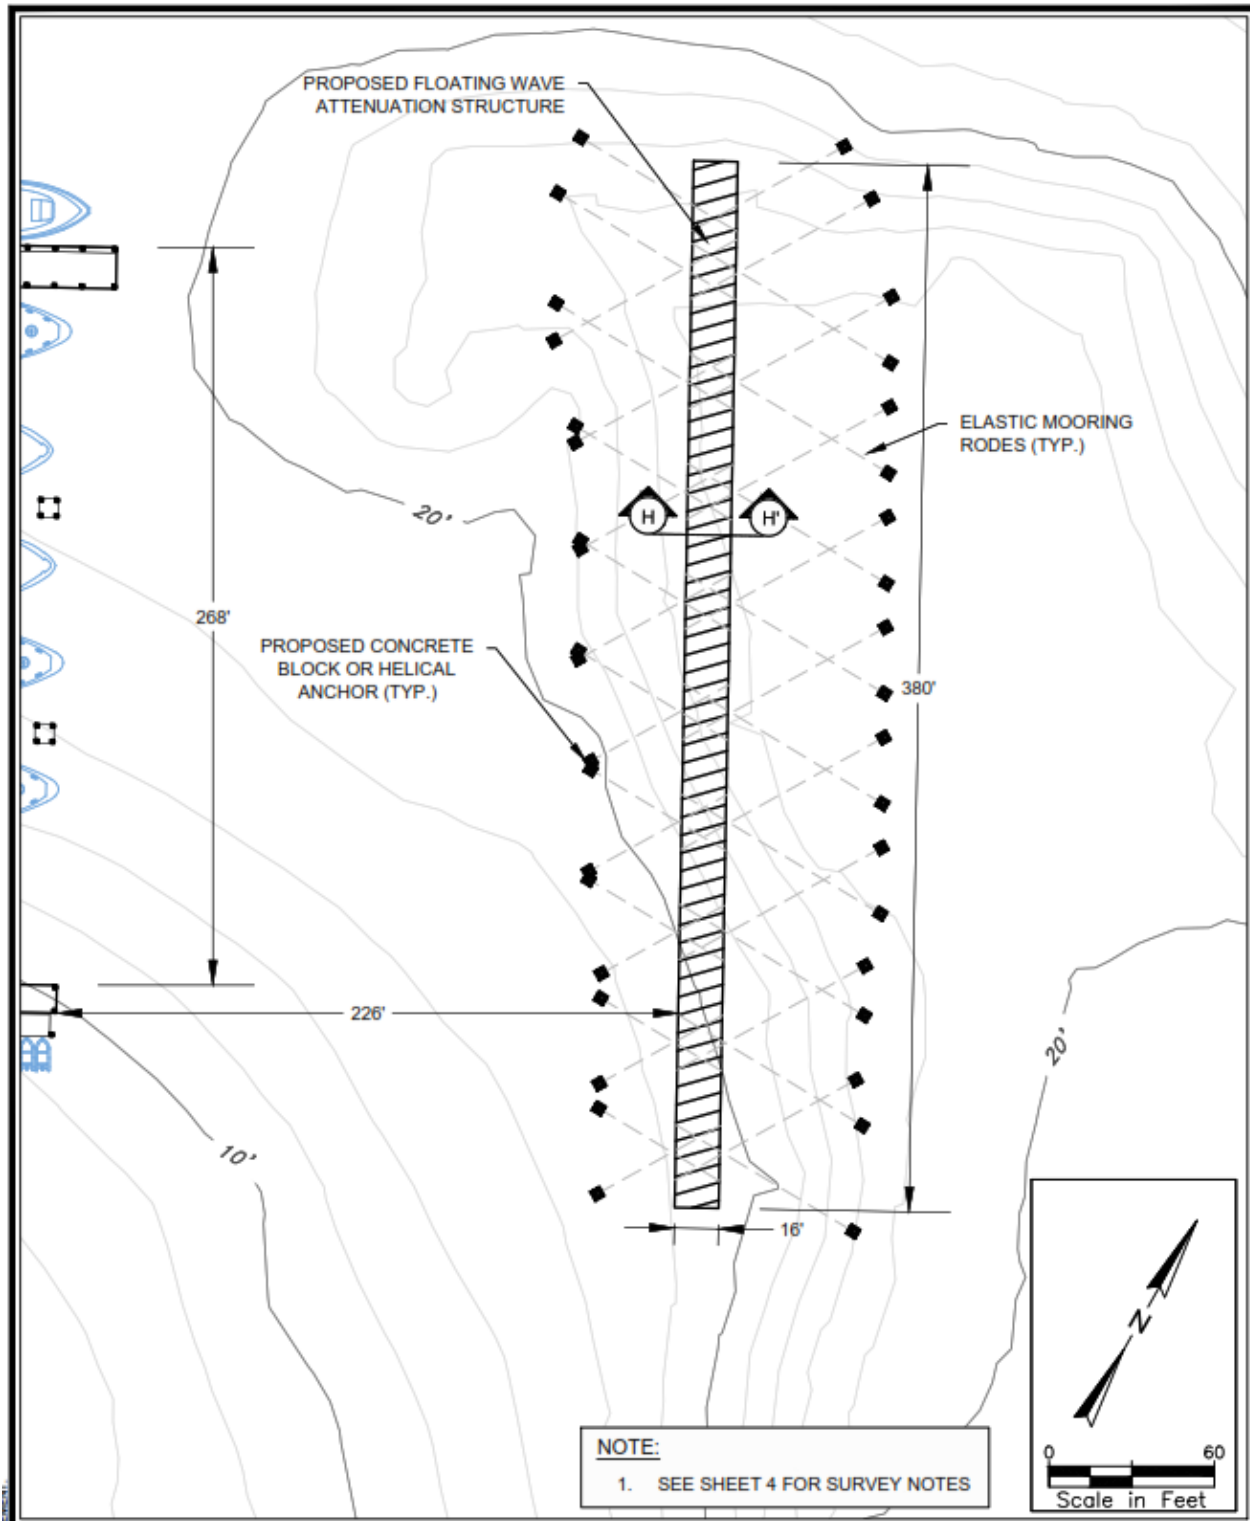 PROPOSED FLOATING WAVE
ATTENUATION STRUCTURE
ELASTIC MOORING
RODES (TYP.)
20'
H
H'
268'
PROPOSED CONCRETE
BLOCK OR HELICAL
ANCHOR (TYP.)
380'
226'
20'
10'
16'
N
NOTE:
1. SEE SHEET 4 FOR SURVEY NOTES
0 60
Scale in Feet